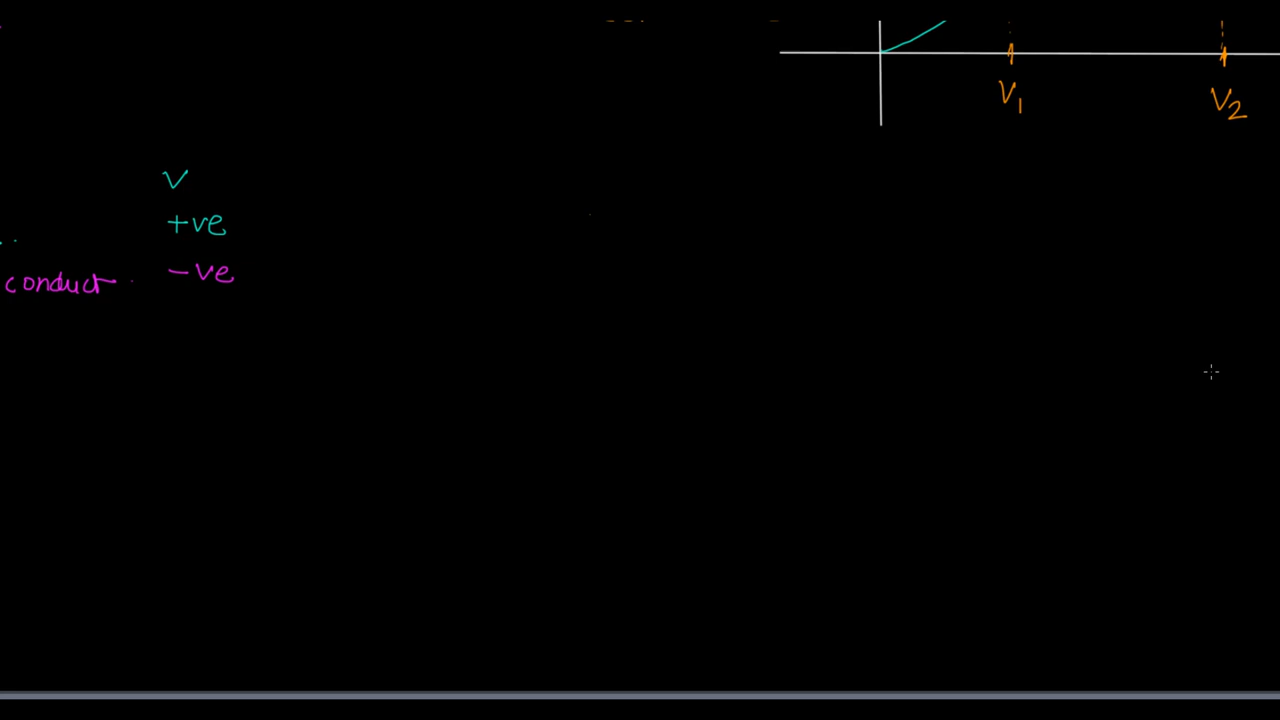 V₁
V₂
V
+ve
conduct -ve